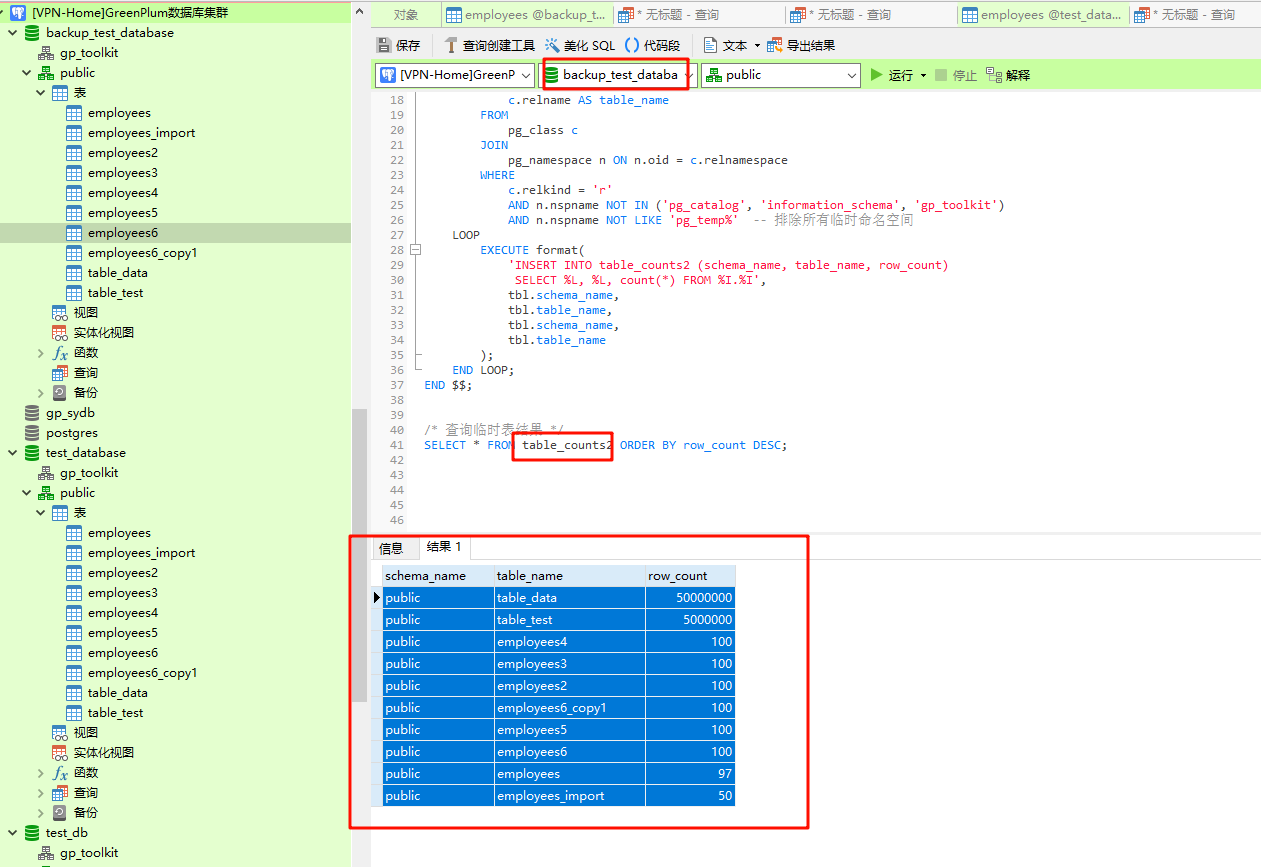 [VPN-Home]GreenPlum数据库集群
backup_test_database
gp_toolkit
public
表
employees
employees_import
employees2
employees3
employees4
employees5
employees6
employees6_copy1
table_data
table_test
视图
实体化视图
fx 函数
查询
备份
gp_sydb
postgres
test_database
gp_toolkit
public
表
employees
employees_import
employees2
employees3
employees4
employees5
employees6
employees6_copy1
table_data
table_test
视图
实体化视图
fx 函数
查询
备份
test_db
gp_toolkit
对象 employees @backup_t... * 无标题 - 查询 * 无标题 - 查询 employees @test_data... * 无标题 - 查询
保存 查询创建工具 美化 SQL () 代码段 文本 导出结果
[VPN-Home]GreenP backup_test_databa public 运行 停止 解释
18 c.relname AS table_name
19 FROM
20 pg_class c
21 JOIN
22 pg_namespace n ON n.oid = c.relnamespace
23 WHERE
24 c.relkind = 'r'
25 AND n.nspname NOT IN ('pg_catalog', 'information_schema', 'gp_toolkit')
26 AND n.nspname NOT LIKE 'pg_temp%' -- 排除所有临时命名空间
27 LOOP
28 EXECUTE format(
29 'INSERT INTO table_counts2 (schema_name, table_name, row_count)
30 SELECT %L, %L, count(*) FROM %I.%I',
31 tbl.schema_name,
32 tbl.table_name,
33 tbl.schema_name,
34 tbl.table_name
35 );
36 END LOOP;
37 END $$;
38
39
40 /* 查询临时表结果 */
41 SELECT * FROM table_counts2 ORDER BY row_count DESC;
42
43
44
45
46
信息 结果 1
schema_name table_name row_count
public table_data 50000000
public table_test 5000000
public employees4 100
public employees3 100
public employees2 100
public employees6_copy1 100
public employees5 100
public employees6 100
public employees 97
public employees_import 50